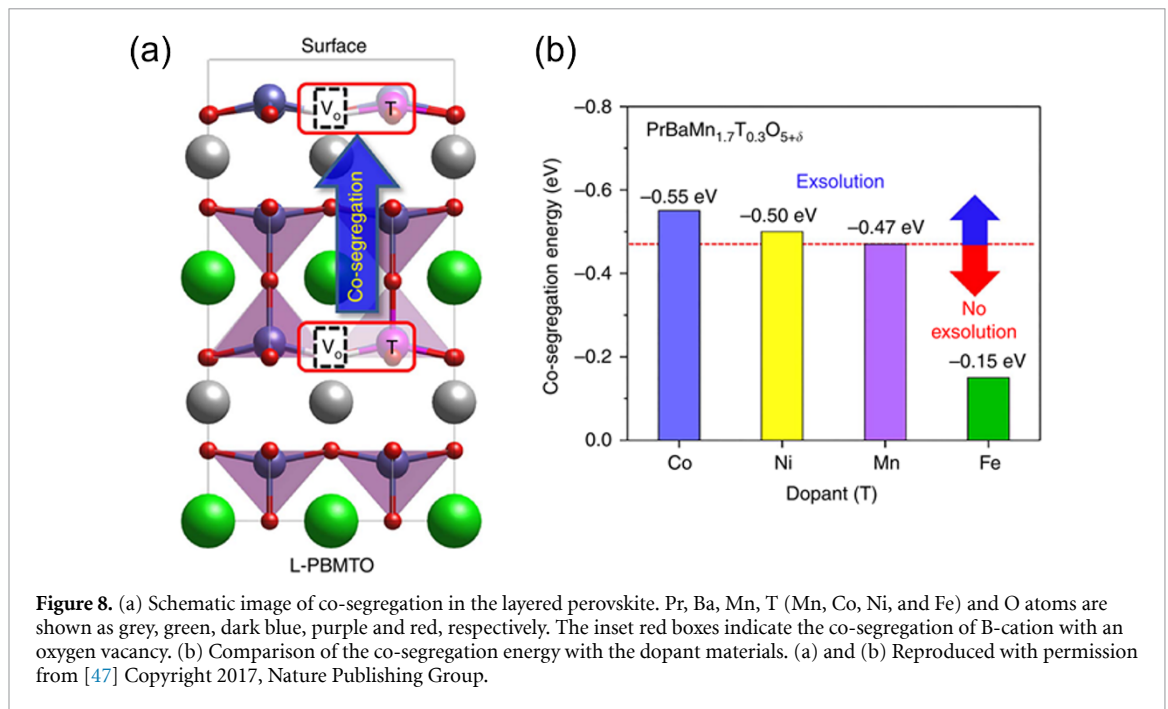 (a)
Surface
Vo
T
Co-segregation
Vo
T
L-PBMTO
(b)
−0.8
−0.6
−0.4
−0.2
0.0
Co-segregation energy (eV)
PrBaMn1.7T0.3O5+δ
Exsolution
−0.55 eV
−0.50 eV
−0.47 eV
No
exsolution
−0.15 eV
Co Ni Mn Fe
Dopant (T)
Figure 8. (a) Schematic image of co-segregation in the layered perovskite. Pr, Ba, Mn, T (Mn, Co, Ni, and Fe) and O atoms are
shown as grey, green, dark blue, purple and red, respectively. The inset red boxes indicate the co-segregation of B-cation with an
oxygen vacancy. (b) Comparison of the co-segregation energy with the dopant materials. (a) and (b) Reproduced with permission
from [47] Copyright 2017, Nature Publishing Group.